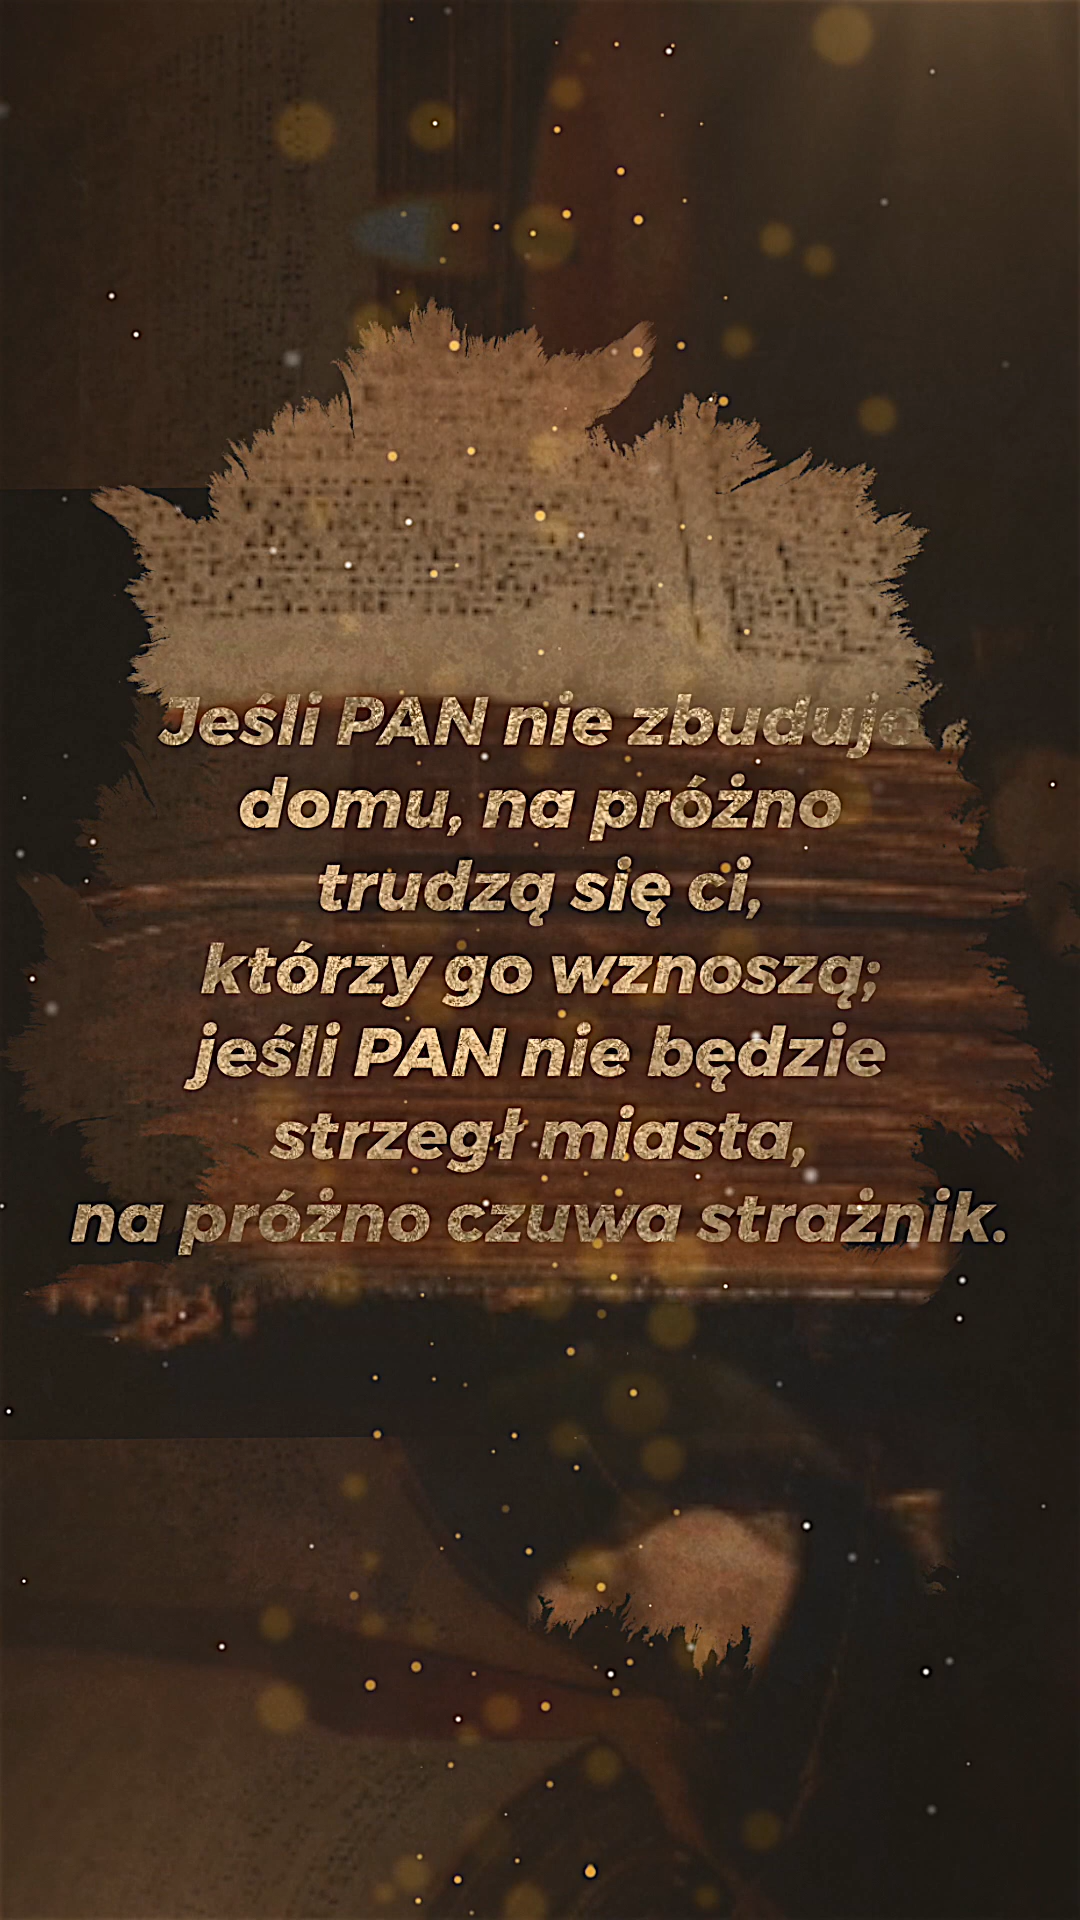 Jeśli PAN nie zbuduje
domu, na próżno
trudzą się ci,
którzy go wznoszą;
jeśli PAN nie będzie
strzegł miasta,
na próżno czuwa strażnik.